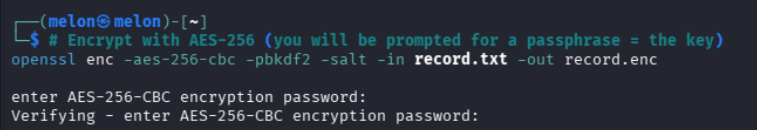 ┌──(melon㉿melon)-[~]
└─$ # Encrypt with AES-256 (you will be prompted for a passphrase = the key)
openssl enc -aes-256-cbc -pbkdf2 -salt -in record.txt -out record.enc
enter AES-256-CBC encryption password:
Verifying - enter AES-256-CBC encryption password: